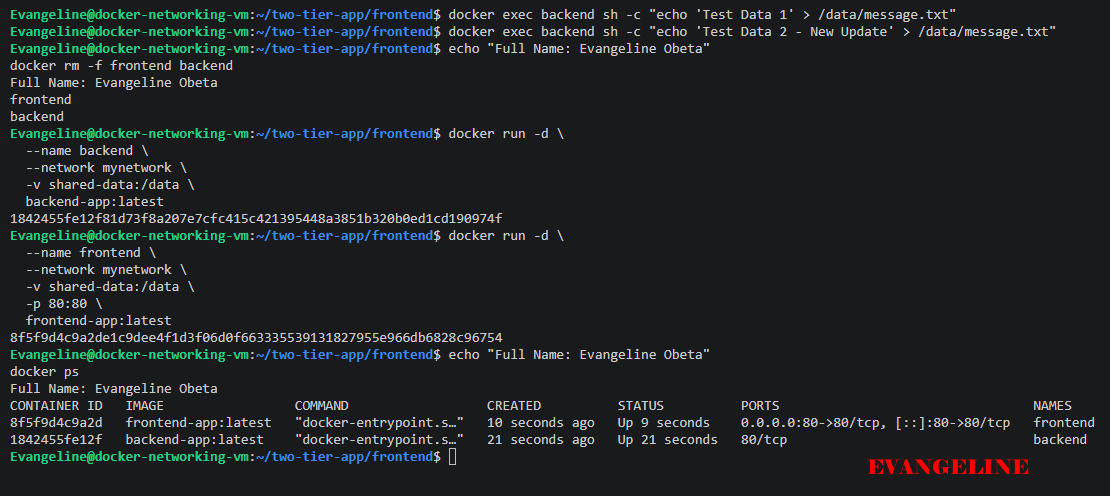 Evangeline@docker-networking-vm:~/two-tier-app/frontend$ docker exec backend sh -c "echo 'Test Data 1' > /data/message.txt"
Evangeline@docker-networking-vm:~/two-tier-app/frontend$ docker exec backend sh -c "echo 'Test Data 2 - New Update' > /data/message.txt"
Evangeline@docker-networking-vm:~/two-tier-app/frontend$ echo "Full Name: Evangeline Obeta"
docker rm -f frontend backend
Full Name: Evangeline Obeta
frontend
backend
Evangeline@docker-networking-vm:~/two-tier-app/frontend$ docker run -d \
  --name backend \
  --network mynetwork \
  -v shared-data:/data \
  backend-app:latest
1842455fe12f81d73f8a207e7cfc415c421395448a3851b320b0ed1cd190974f
Evangeline@docker-networking-vm:~/two-tier-app/frontend$ docker run -d \
  --name frontend \
  --network mynetwork \
  -v shared-data:/data \
  -p 80:80 \
  frontend-app:latest
8f5f9d4c9a2de1c9dee4f1d3f06d0f663335539131827955e966db6828c96754
Evangeline@docker-networking-vm:~/two-tier-app/frontend$ echo "Full Name: Evangeline Obeta"
docker ps
Full Name: Evangeline Obeta
CONTAINER ID   IMAGE                 COMMAND                  CREATED          STATUS          PORTS                                 NAMES
8f5f9d4c9a2d   frontend-app:latest   "docker-entrypoint.s…"   10 seconds ago   Up 9 seconds    0.0.0.0:80->80/tcp, [::]:80->80/tcp   frontend
1842455fe12f   backend-app:latest    "docker-entrypoint.s…"   21 seconds ago   Up 21 seconds   80/tcp                                backend
Evangeline@docker-networking-vm:~/two-tier-app/frontend$
EVANGELINE